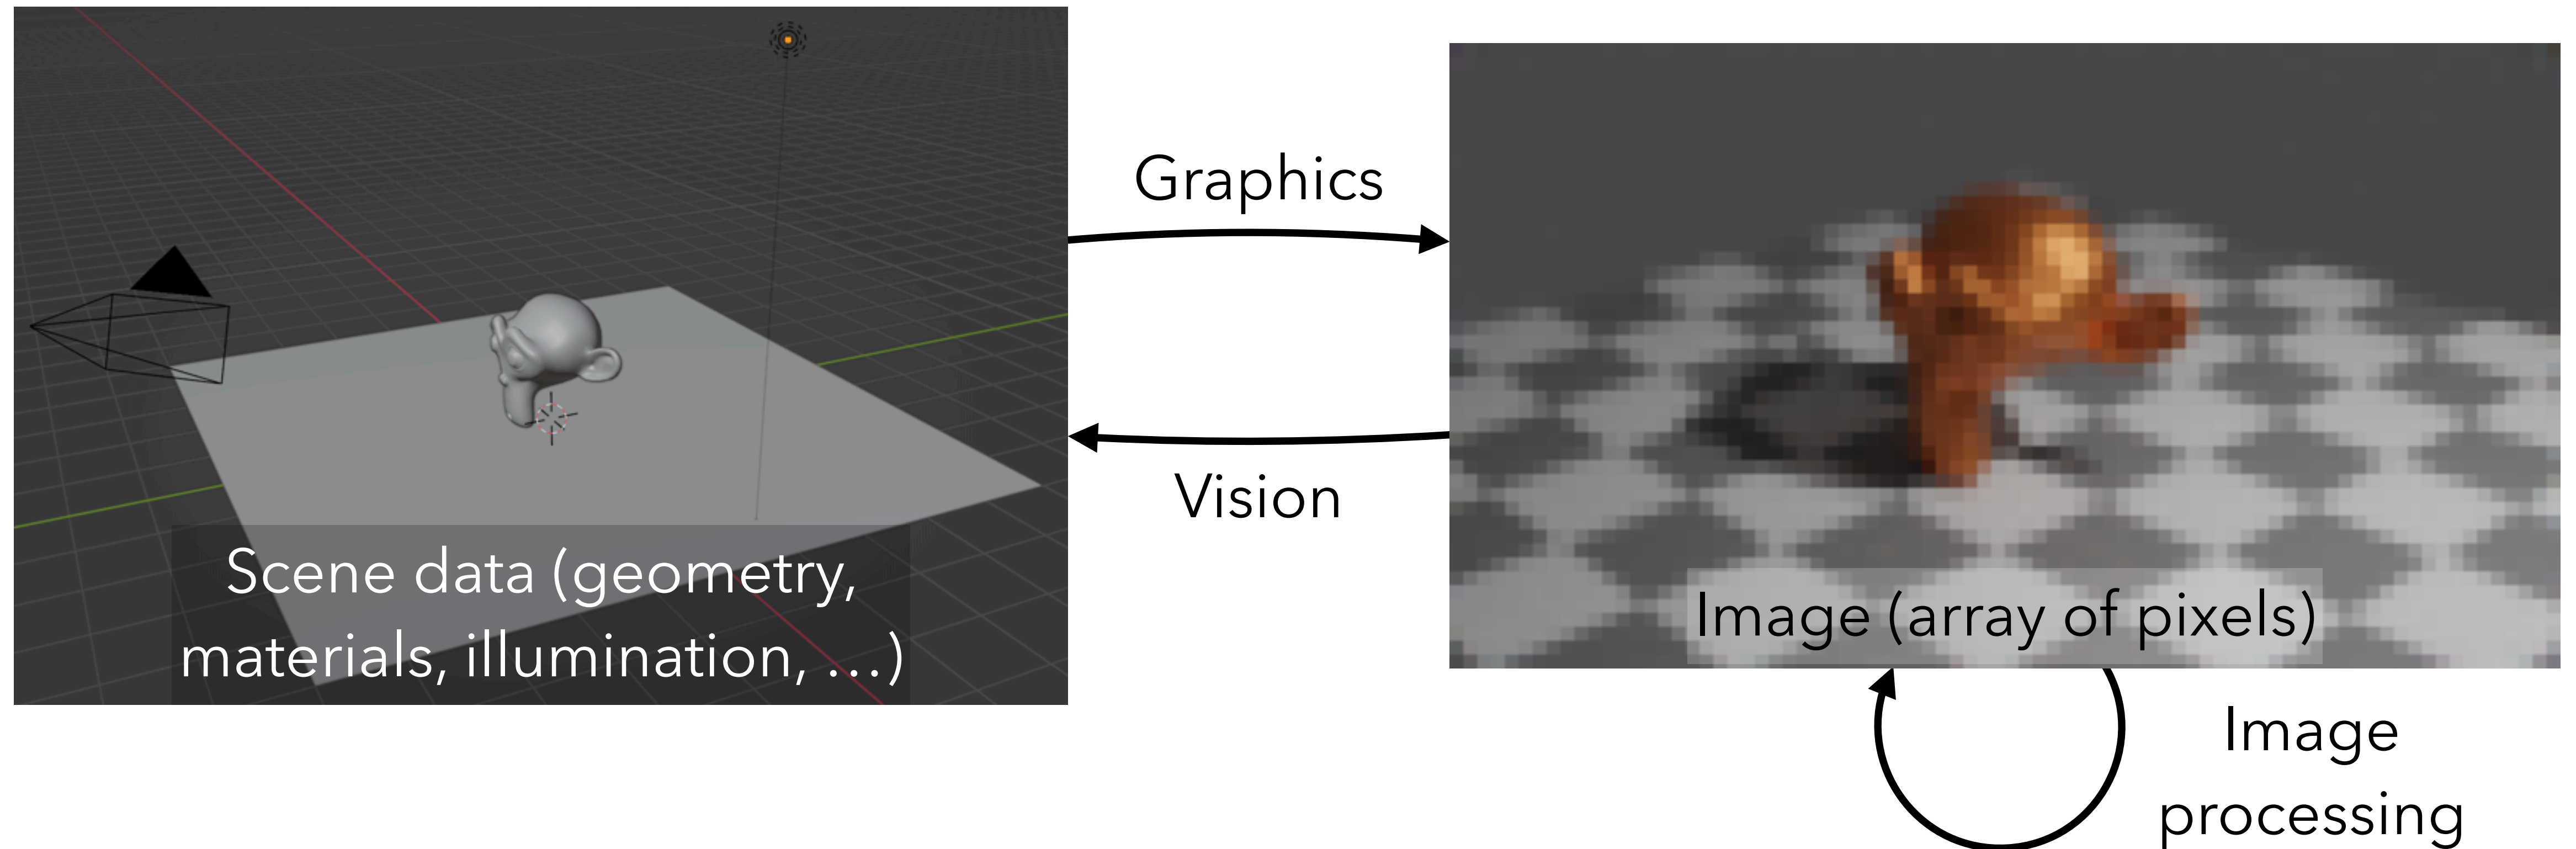 Graphics
Vision
Scene data (geometry,
materials, illumination, …)
Image (array of pixels)
Image
processing